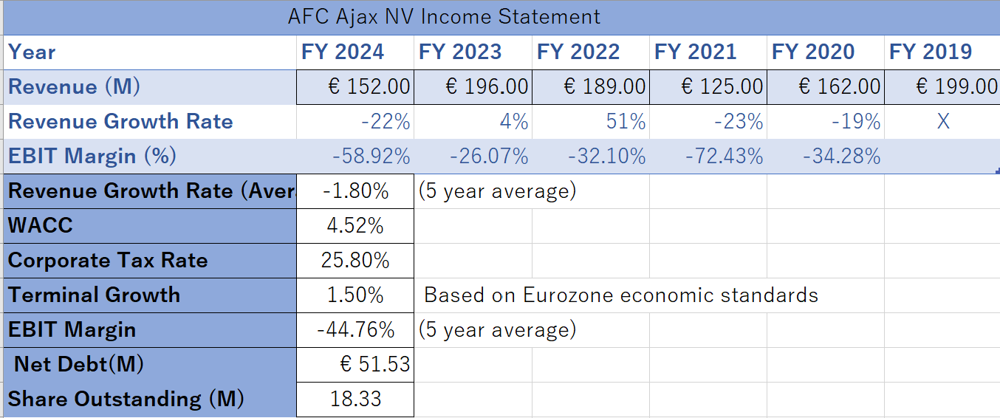 AFC Ajax NV Income Statement
Year FY 2024 FY 2023 FY 2022 FY 2021 FY 2020 FY 2019
Revenue (M) € 152.00 € 196.00 € 189.00 € 125.00 € 162.00 € 199.00
Revenue Growth Rate -22% 4% 51% -23% -19% X
EBIT Margin (%) -58.92% -26.07% -32.10% -72.43% -34.28%
Revenue Growth Rate (Aver -1.80% (5 year average)
WACC 4.52%
Corporate Tax Rate 25.80%
Terminal Growth 1.50% Based on Eurozone economic standards
EBIT Margin -44.76% (5 year average)
Net Debt(M) € 51.53
Share Outstanding (M) 18.33